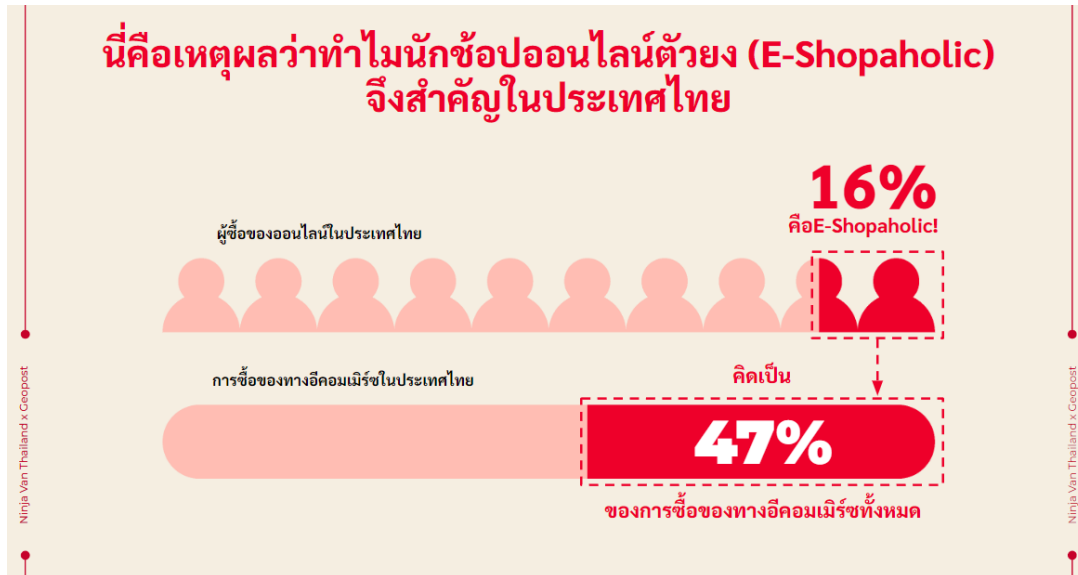 นี่คือเหตุผลว่าทำไมนักช้อปออนไลน์ตัวยง (E-Shopaholic)
จึงสำคัญในประเทศไทย
16%
คือE-Shopaholic!
ผู้ซื้อของออนไลน์ในประเทศไทย
การซื้อของทางอีคอมเมิร์ซในประเทศไทย
คิดเป็น
47%
ของการซื้อของทางอีคอมเมิร์ซทั้งหมด
Ninja Van Thailand x Geopost
Ninja Van Thailand x Geopost